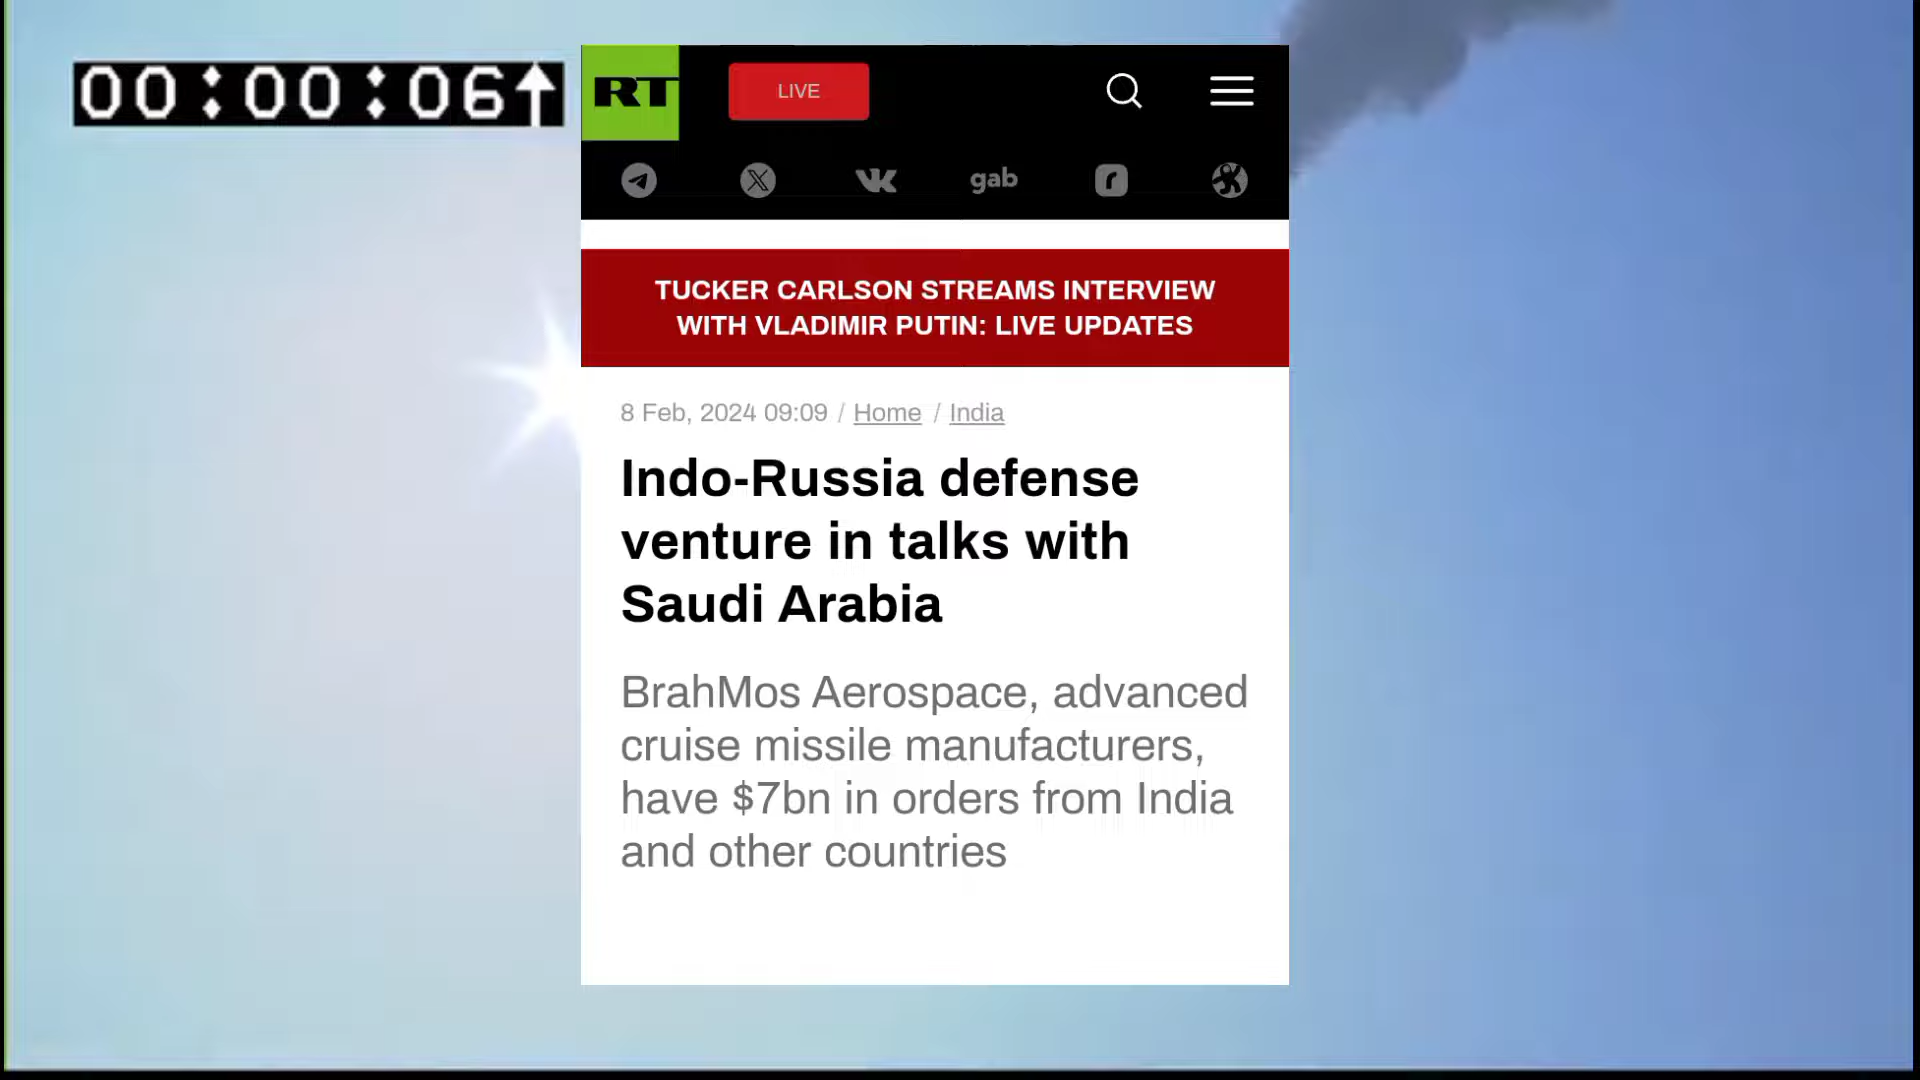 00:00:06↑
RT
LIVE
gab
TUCKER CARLSON STREAMS INTERVIEW
WITH VLADIMIR PUTIN: LIVE UPDATES
8 Feb, 2024 09:09 / Home / India
Indo-Russia defense
venture in talks with
Saudi Arabia
BrahMos Aerospace, advanced
cruise missile manufacturers,
have $7bn in orders from India
and other countries